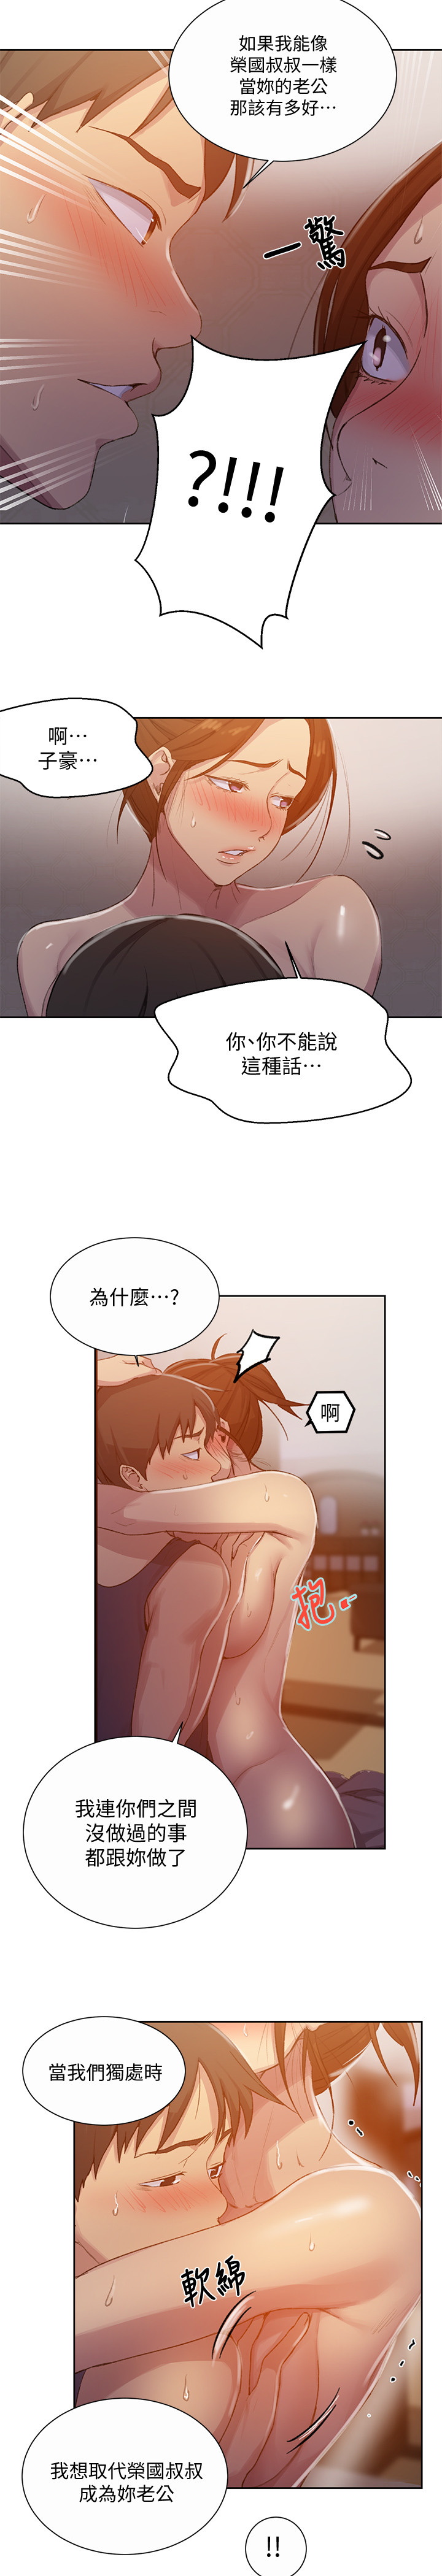 如果我能像
榮國叔叔一樣
當妳的老公
那該有多好…
一驚
?!!!
啊…
子豪…
你、你不能說
這種話…
為什麼…?
啊
抱
我連你們之間
沒做過的事
都跟妳做了
當我們獨處時
軟綿
我想取代榮國叔叔
成為妳老公
!!